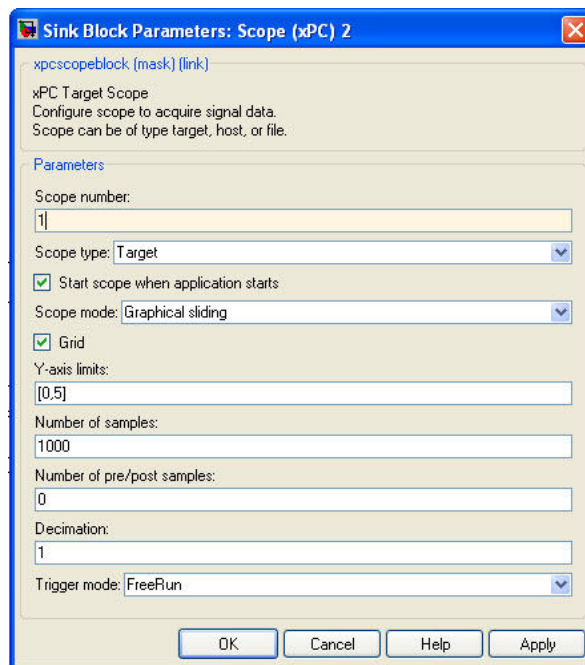 Sink Block Parameters: Scope (xPC) 2
xpcscopeblock (mask) (link)
xPC Target Scope
Configure scope to acquire signal data.
Scope can be of type target, host, or file.
Parameters
Scope number:
1
Scope type: Target
Start scope when application starts
Scope mode: Graphical sliding
Grid
Y-axis limits:
[0,5]
Number of samples:
1000
Number of pre/post samples:
0
Decimation:
1
Trigger mode: FreeRun
OK Cancel Help Apply